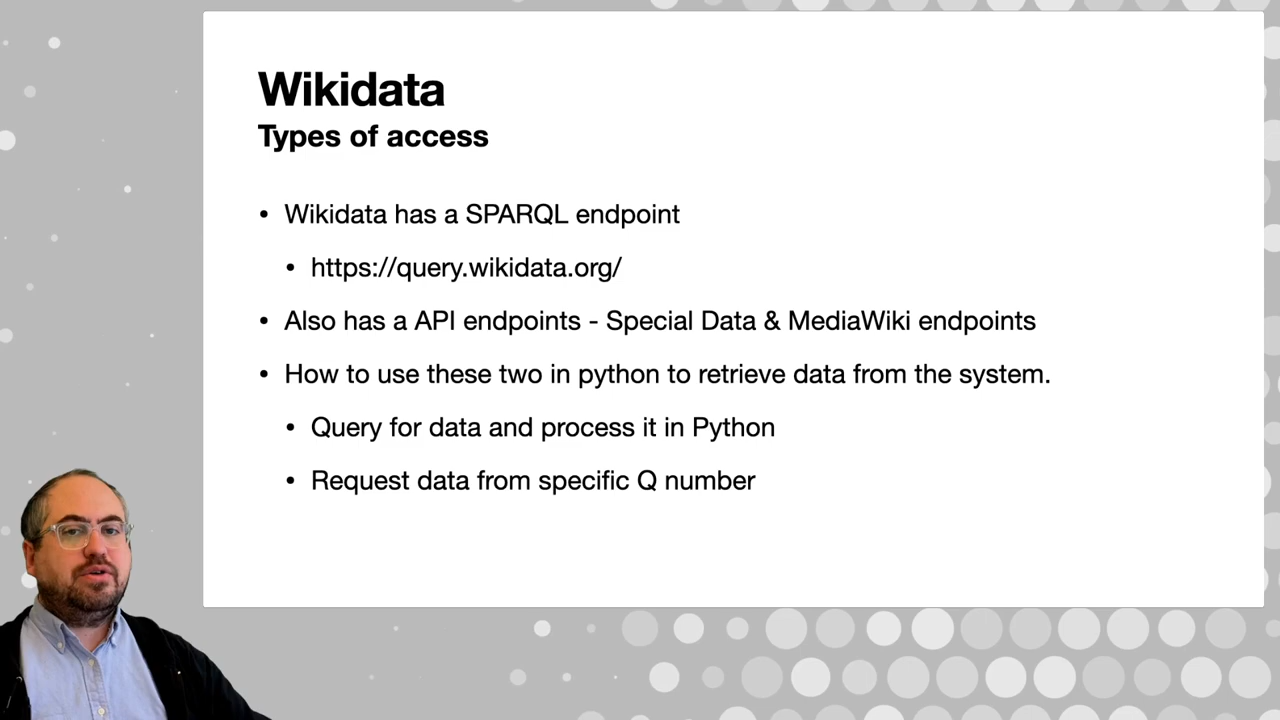 Wikidata
Types of access
• Wikidata has a SPARQL endpoint
• https://query.wikidata.org/
• Also has a API endpoints - Special Data & MediaWiki endpoints
• How to use these two in python to retrieve data from the system.
• Query for data and process it in Python
• Request data from specific Q number